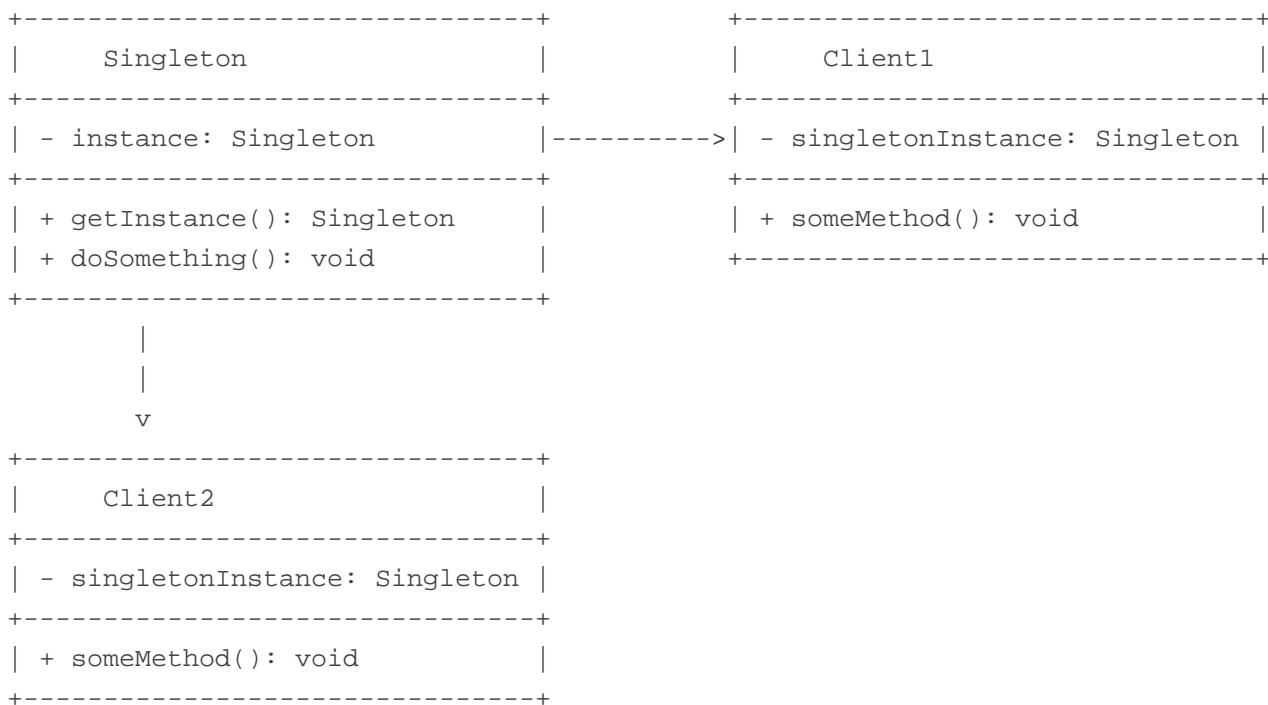 +--------------------------------+ +--------------------------------+
| Singleton | | Client1 |
+--------------------------------+ +--------------------------------+
| - instance: Singleton |---------->| - singletonInstance: Singleton |
+--------------------------------+ +--------------------------------+
| + getInstance(): Singleton | | + someMethod(): void |
| + doSomething(): void | +--------------------------------+
+--------------------------------+
|
|
v
+--------------------------------+
| Client2 |
+--------------------------------+
| - singletonInstance: Singleton |
+--------------------------------+
| + someMethod(): void |
+--------------------------------+